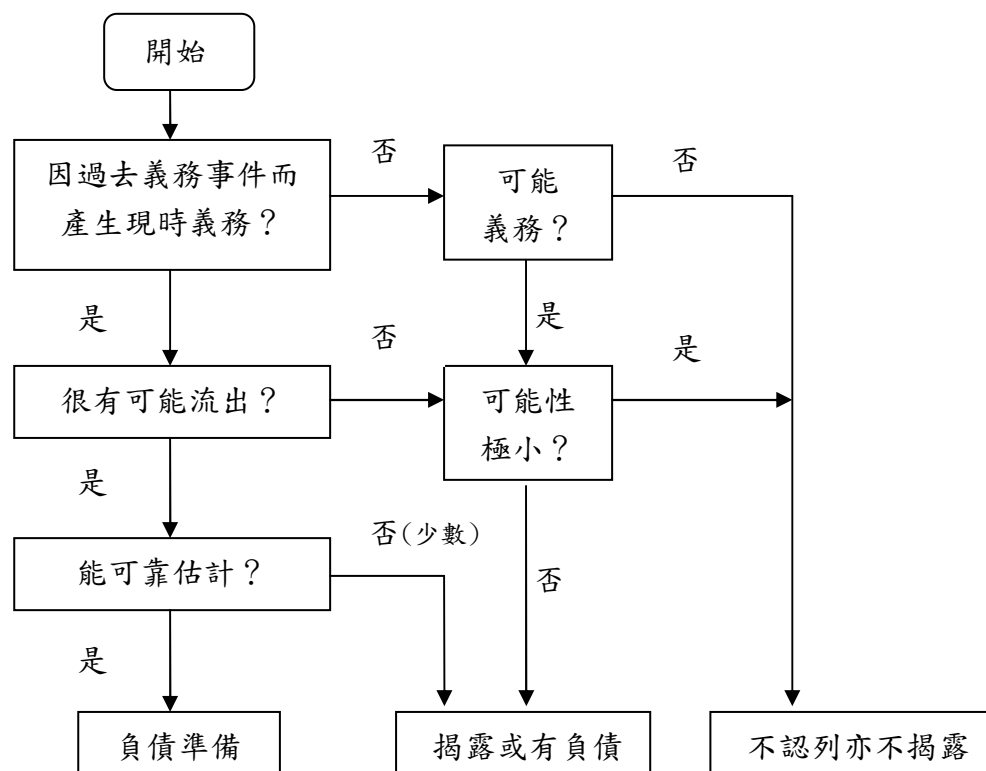 開始
因過去義務事件而
產生現時義務？
否
可能
義務？
否
是
否
是
是
很有可能流出？
可能性
極小？
是
否（少數）
否
能可靠估計？
是
負債準備
揭露或有負債
不認列亦不揭露